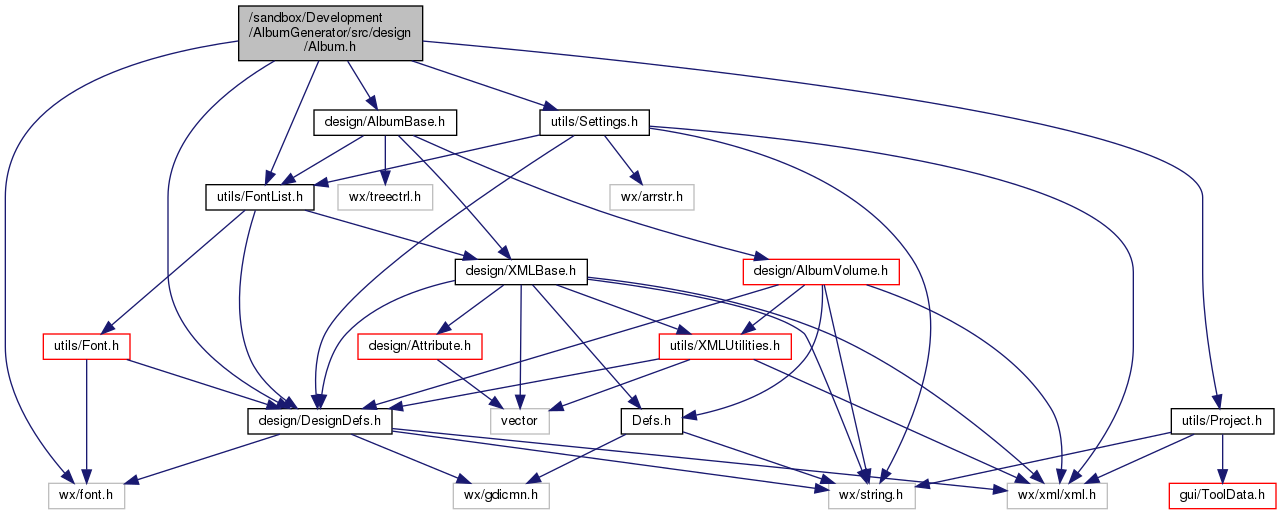 /sandbox/Development
/AlbumGenerator/src/design
/Album.h
design/AlbumBase.h
utils/Settings.h
utils/FontList.h
wx/treectrl.h
wx/arrstr.h
design/XMLBase.h
design/AlbumVolume.h
utils/Font.h
design/Attribute.h
utils/XMLUtilities.h
design/DesignDefs.h
vector
Defs.h
utils/Project.h
wx/font.h
wx/gdicmn.h
wx/string.h
wx/xml/xml.h
gui/ToolData.h